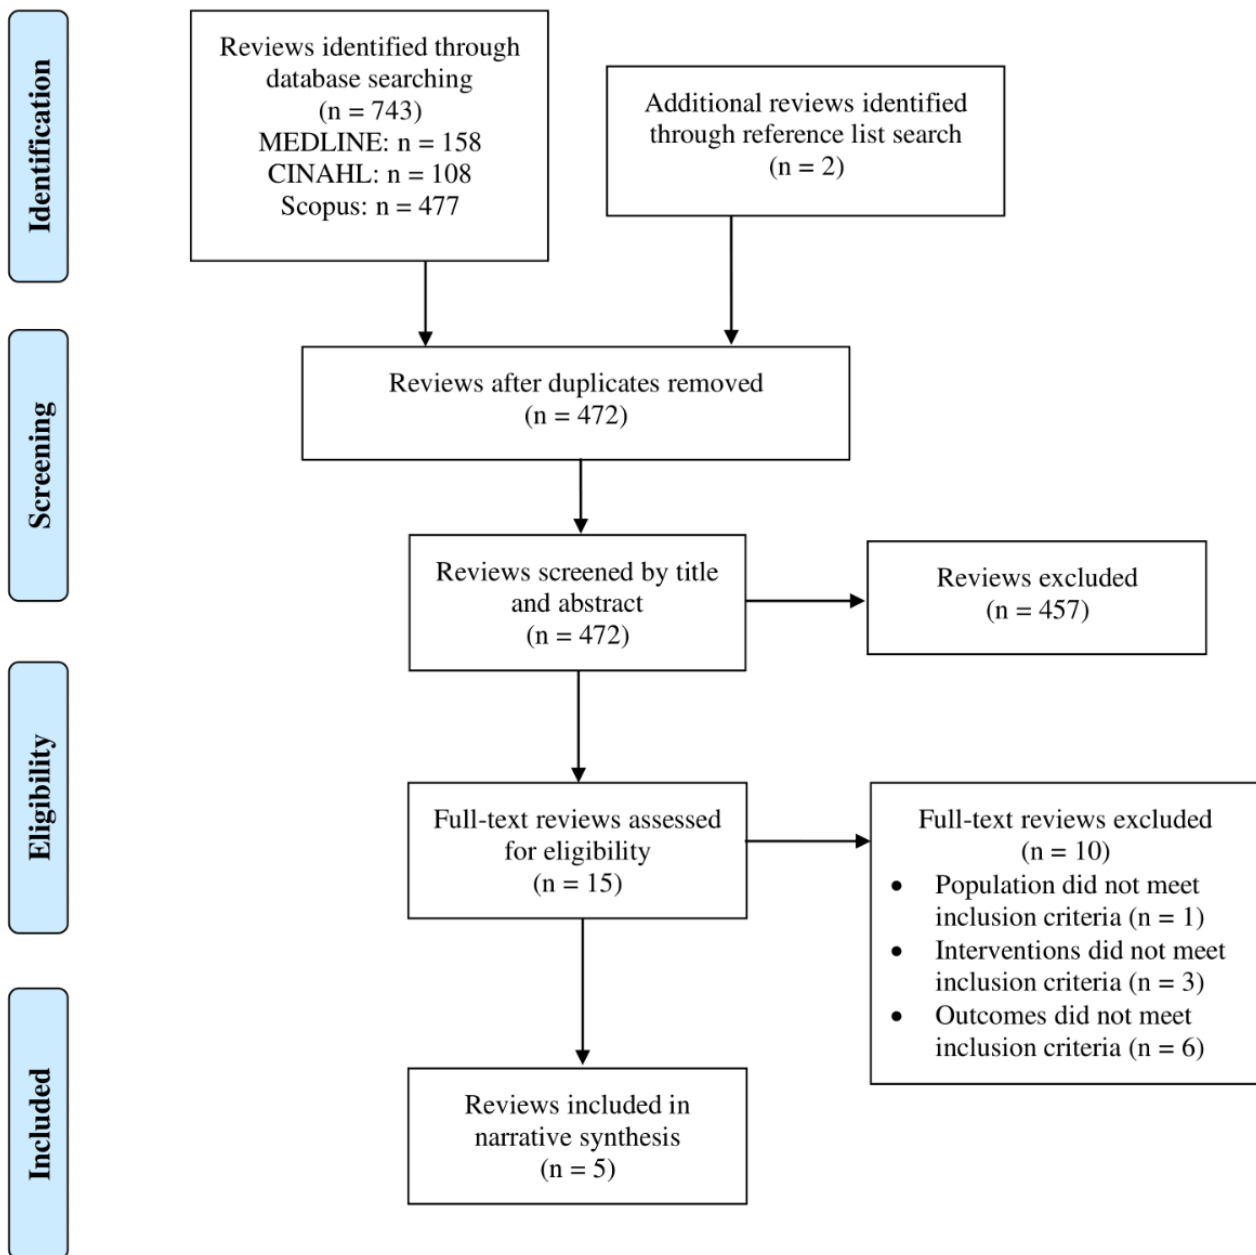 Identification
Reviews identified through
database searching
(n = 743)
MEDLINE: n = 158
CINAHL: n = 108
Scopus: n = 477
Additional reviews identified
through reference list search
(n = 2)
Screening
Reviews after duplicates removed
(n = 472)
Reviews screened by title
and abstract
(n = 472)
Reviews excluded
(n = 457)
Eligibility
Full-text reviews assessed
for eligibility
(n = 15)
Full-text reviews excluded
(n = 10)
• Population did not meet
inclusion criteria (n = 1)
• Interventions did not meet
inclusion criteria (n = 3)
• Outcomes did not meet
inclusion criteria (n = 6)
Included
Reviews included in
narrative synthesis
(n = 5)